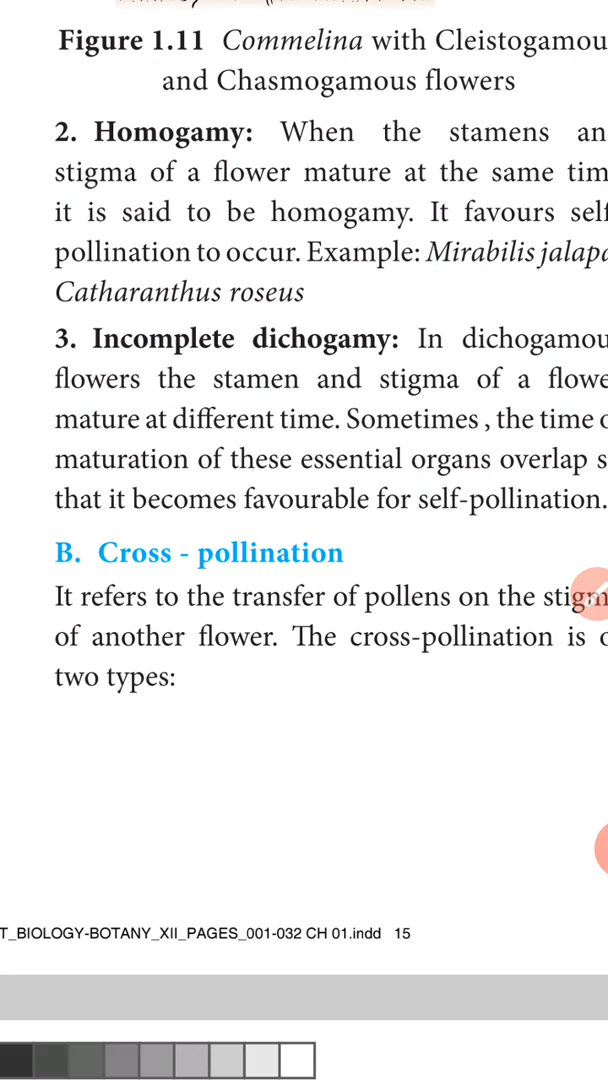 Figure 1.11 Commelina with Cleistogamou
and Chasmogamous flowers
2. Homogamy: When the stamens an
stigma of a flower mature at the same tim
it is said to be homogamy. It favours self
pollination to occur. Example: Mirabilis jalapa
Catharanthus roseus
3. Incomplete dichogamy: In dichogamou
flowers the stamen and stigma of a flowe
mature at different time. Sometimes , the time o
maturation of these essential organs overlap s
that it becomes favourable for self-pollination.
B. Cross - pollination
It refers to the transfer of pollens on the stigm
of another flower. The cross-pollination is o
two types:
T_BIOLOGY-BOTANY_XII_PAGES_001-032 CH 01.indd 15